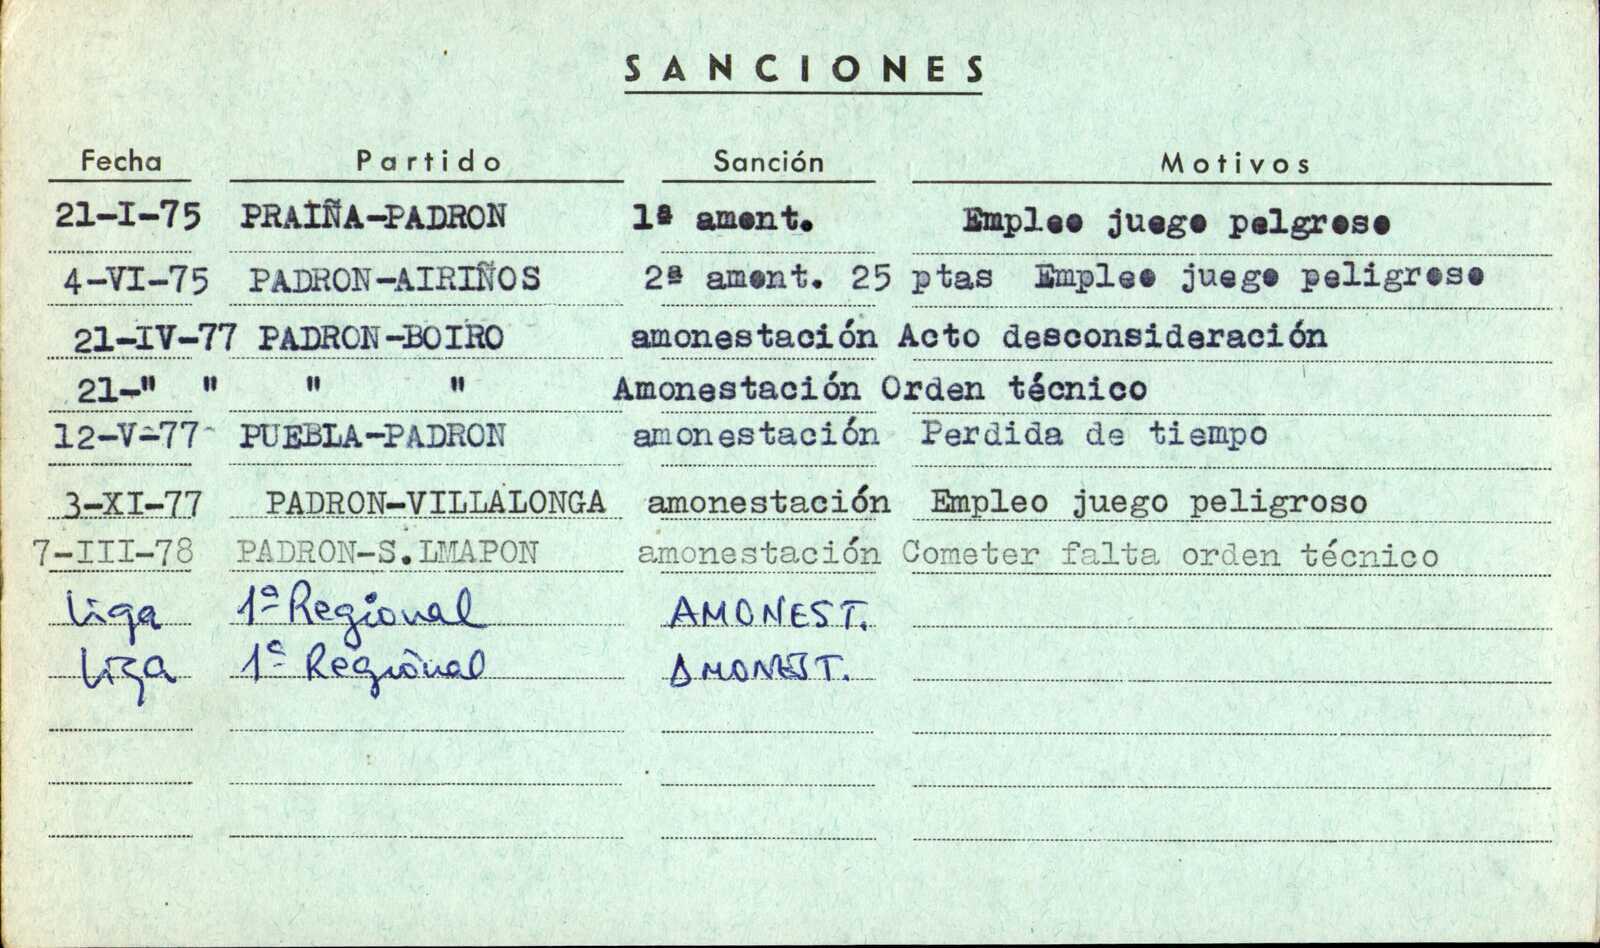 SANCIONES
Fecha Partido Sanción Motivos
21-I-75 PRAIÑA-PADRON 1ª ament. Empleo juego pelgroso
4-VI-75 PADRON-AIRIÑOS 2ª ament. 25 ptas Empleo juego peligroso
21-IV-77 PADRON-BOIRO amonestación Acto desconsideración
21-" " " " Amonestación Orden técnico
12-V-77 PUEBLA-PADRON amonestación Perdida de tiempo
3-XI-77 PADRON-VILLALONGA amonestación Empleo juego peligroso
7-III-78 PADRON-S.LMAPON amonestación Cometer falta orden técnico
Liga 1ª Regional AMONEST.
Liga 1ª Regional AMONEST.